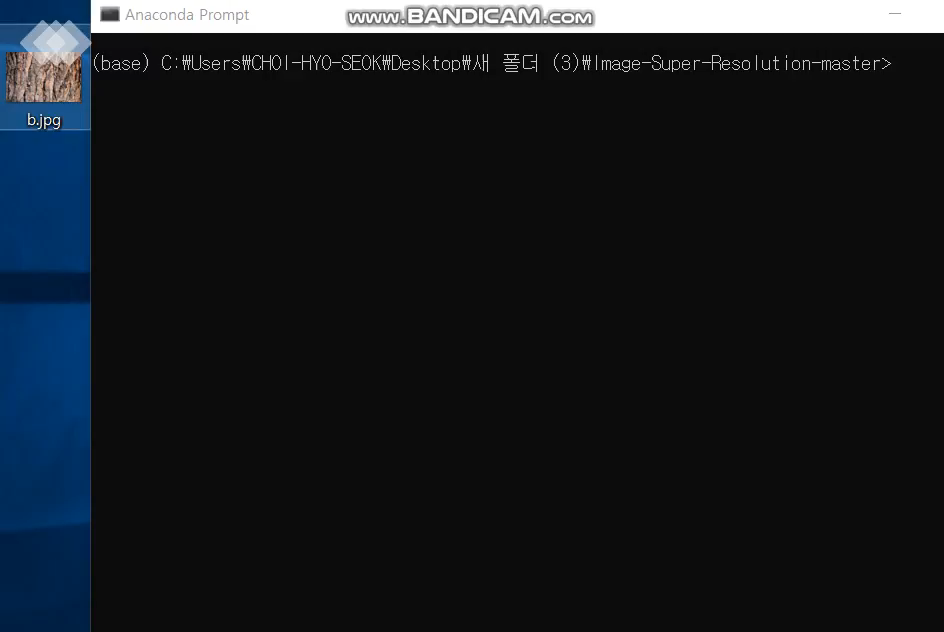 Anaconda Prompt
www.BANDICAM.com
(base) C:₩Users₩CHOI-HYO-SEOK₩Desktop₩새 폴더 (3)₩Image-Super-Resolution-master>
b.jpg